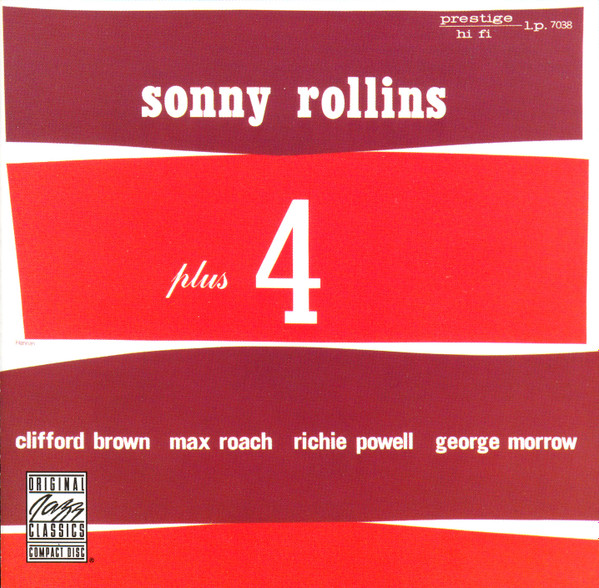 prestige
hi fi
l.p. 7038
sonny rollins
plus 4
clifford brown max roach richie powell george morrow
ORIGINAL
Jazz
CLASSICS
COMPACT DISC